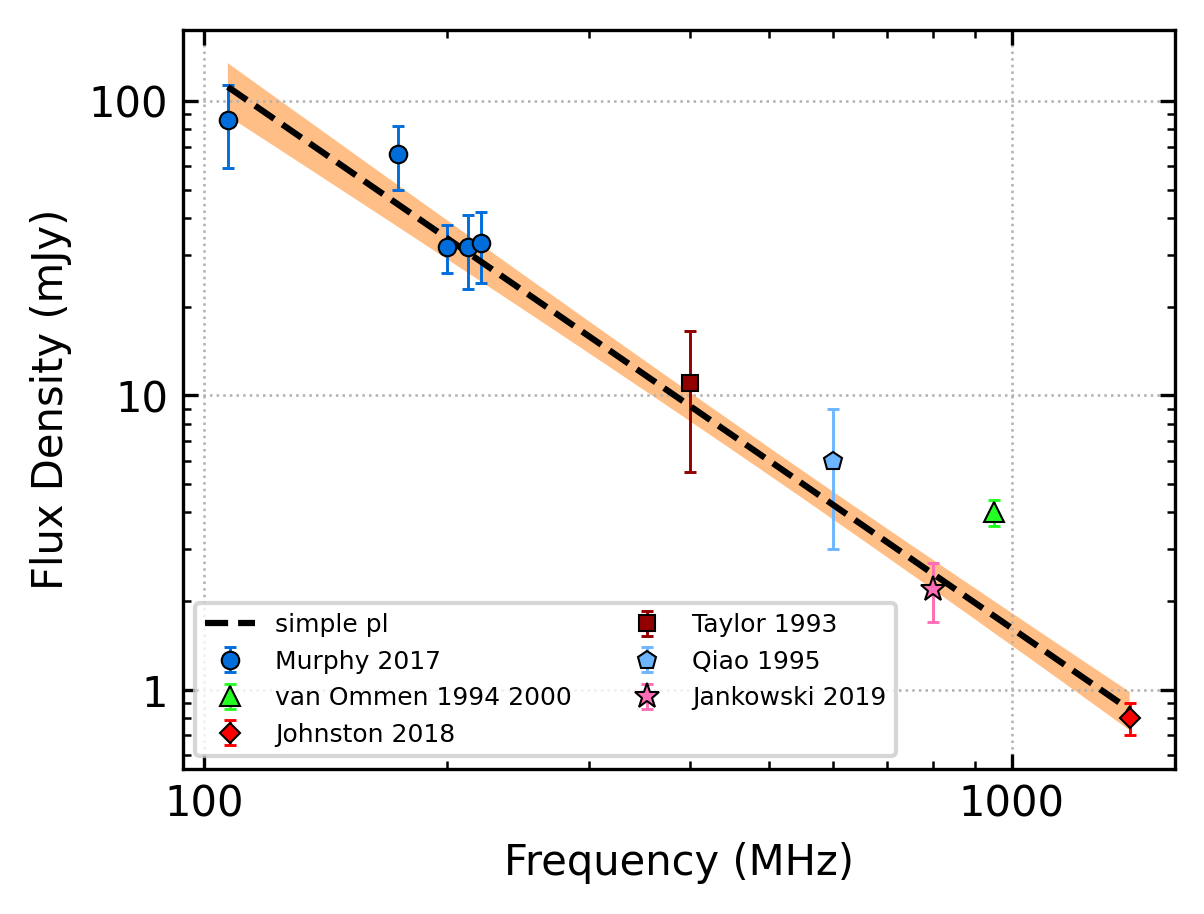 100
10
1
Flux Density (mJy)
simple pl
Murphy 2017
van Ommen 1994 2000
Johnston 2018
Taylor 1993
Qiao 1995
Jankowski 2019
100
1000
Frequency (MHz)